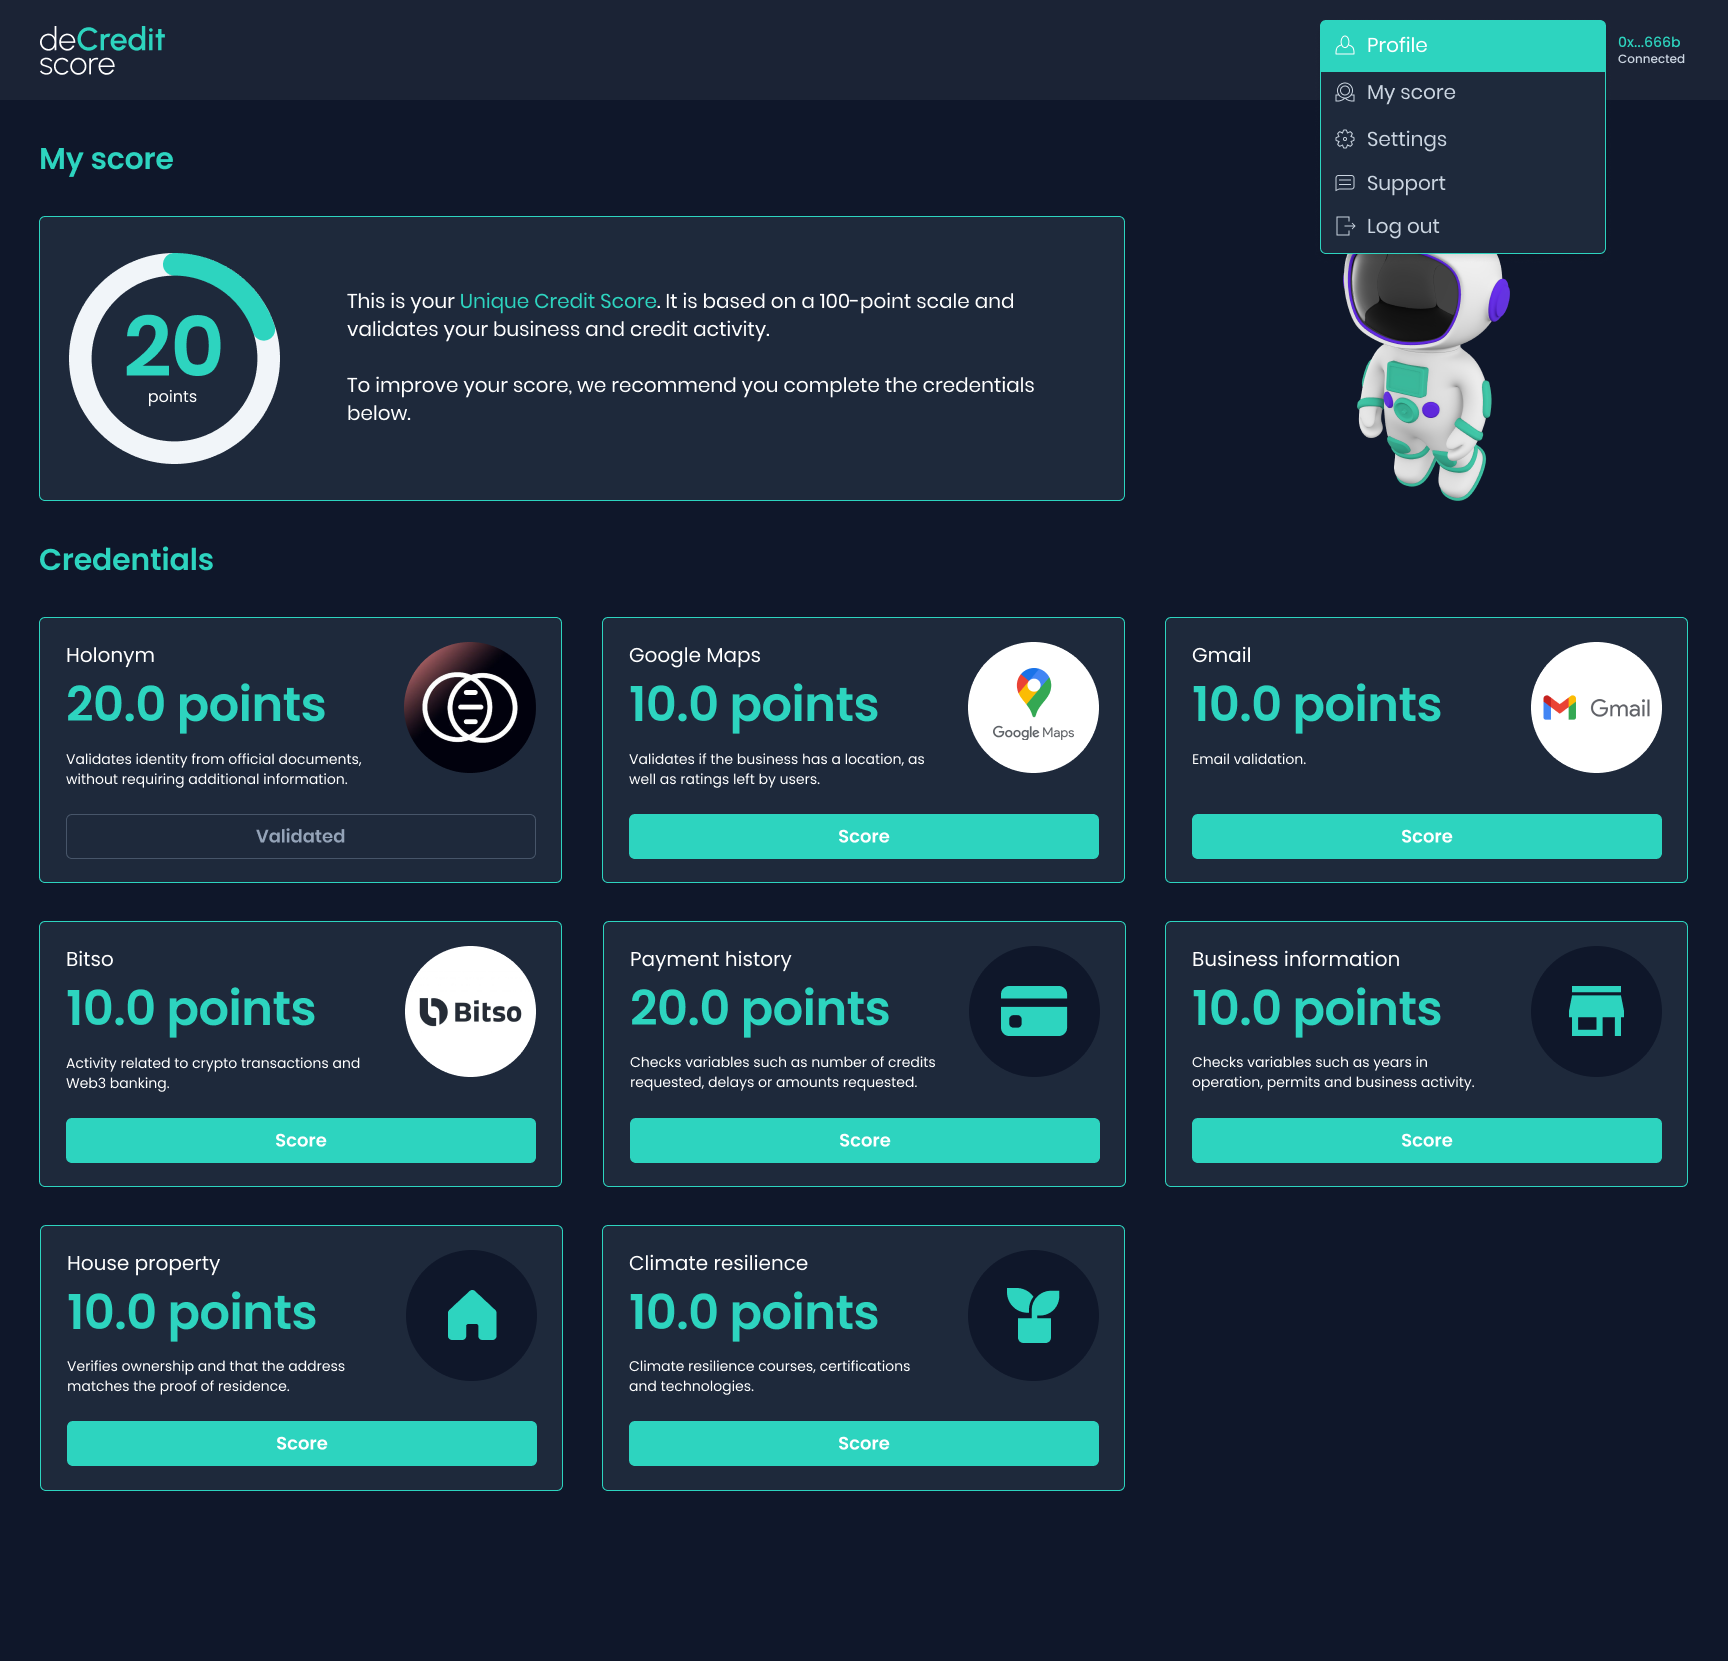 deCredit
score
Profile
My score
Settings
Support
Log out
0x...666b
Connected
My score
20
points
This is your Unique Credit Score. It is based on a 100-point scale and
validates your business and credit activity.
To improve your score, we recommend you complete the credentials
below.
Credentials
Holonym
20.0 points
Validates identity from official documents,
without requiring additional information.
Validated
Google Maps
10.0 points
Validates if the business has a location, as
well as ratings left by users.
Google Maps
Score
Gmail
10.0 points
Email validation.
Gmail
Score
Bitso
10.0 points
Activity related to crypto transactions and
Web3 banking.
Bitso
Score
Payment history
20.0 points
Checks variables such as number of credits
requested, delays or amounts requested.
Score
Business information
10.0 points
Checks variables such as years in
operation, permits and business activity.
Score
House property
10.0 points
Verifies ownership and that the address
matches the proof of residence.
Score
Climate resilience
10.0 points
Climate resilience courses, certifications
and technologies.
Score